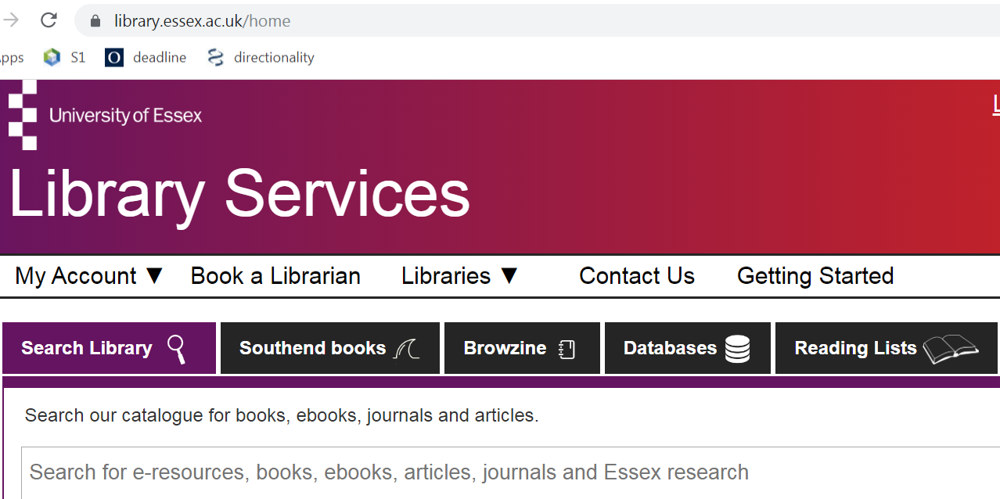 library.essex.ac.uk/home
S1 deadline directionality
University of Essex
Library Services
My Account ▼ Book a Librarian Libraries ▼ Contact Us Getting Started
Search Library Southend books Browzine Databases Reading Lists
Search our catalogue for books, ebooks, journals and articles.
Search for e-resources, books, ebooks, articles, journals and Essex research